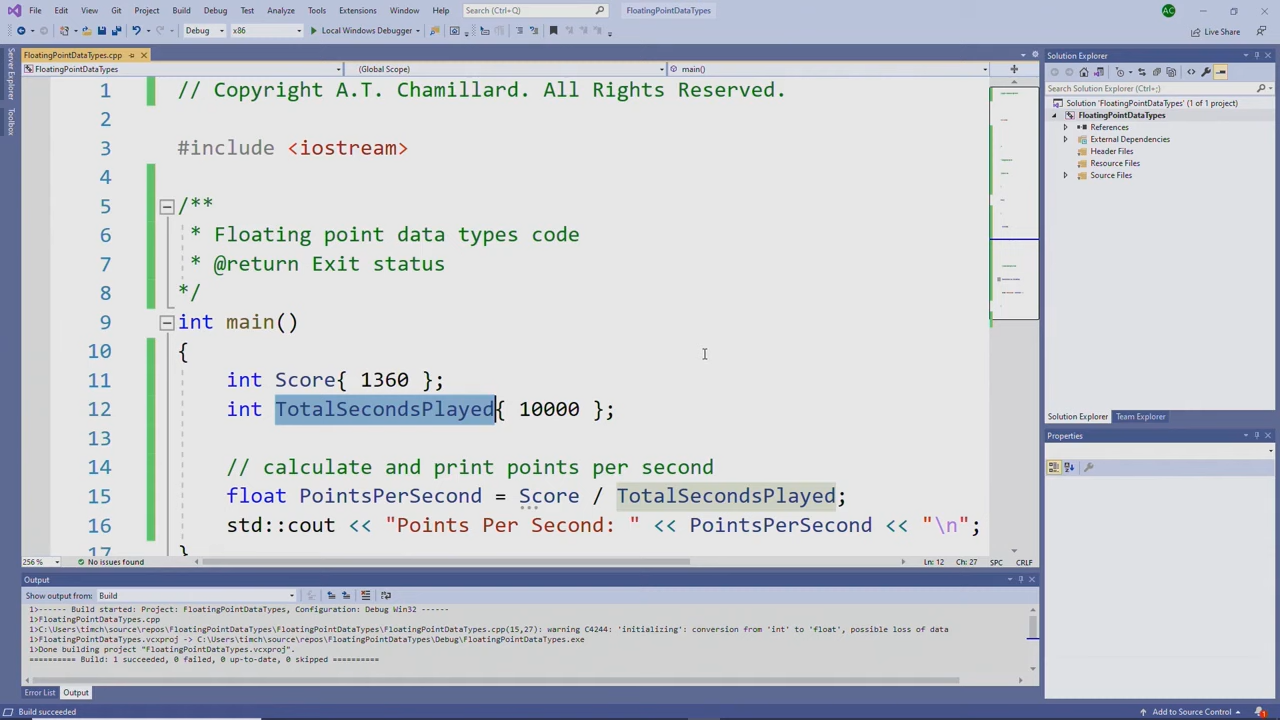 File Edit View Git Project Build Debug Test Analyze Tools Extensions Window Help Search (Ctrl+Q) FloatingPointDataTypes AC
Debug x86 Local Windows Debugger Live Share
Server Explorer
Toolbox
FloatingPointDataTypes.cpp
FloatingPointDataTypes (Global Scope) main()
1 // Copyright A.T. Chamillard. All Rights Reserved.
2
3 #include <iostream>
4
5 /**
6 * Floating point data types code
7 * @return Exit status
8 */
9 int main()
10 {
11 int Score{ 1360 };
12 int TotalSecondsPlayed{ 10000 };
13
14 // calculate and print points per second
15 float PointsPerSecond = Score / TotalSecondsPlayed;
16 std::cout << "Points Per Second: " << PointsPerSecond << "\n";
17 }
256 % No issues found Ln: 12 Ch: 27 SPC CRLF
Output
Show output from: Build
1>------ Build started: Project: FloatingPointDataTypes, Configuration: Debug Win32 ------
1>FloatingPointDataTypes.cpp
1>C:\Users\timch\source\repos\FloatingPointDataTypes\FloatingPointDataTypes\FloatingPointDataTypes.cpp(15,27): warning C4244: 'initializing': conversion from 'int' to 'float', possible loss of data
1>FloatingPointDataTypes.vcxproj -> C:\Users\timch\source\repos\FloatingPointDataTypes\Debug\FloatingPointDataTypes.exe
1>Done building project "FloatingPointDataTypes.vcxproj".
========== Build: 1 succeeded, 0 failed, 0 up-to-date, 0 skipped ==========
Error List Output
Solution Explorer
Search Solution Explorer (Ctrl+;)
Solution 'FloatingPointDataTypes' (1 of 1 project)
FloatingPointDataTypes
References
External Dependencies
Header Files
Resource Files
Source Files
Solution Explorer Team Explorer
Properties
Build succeeded Add to Source Control 1